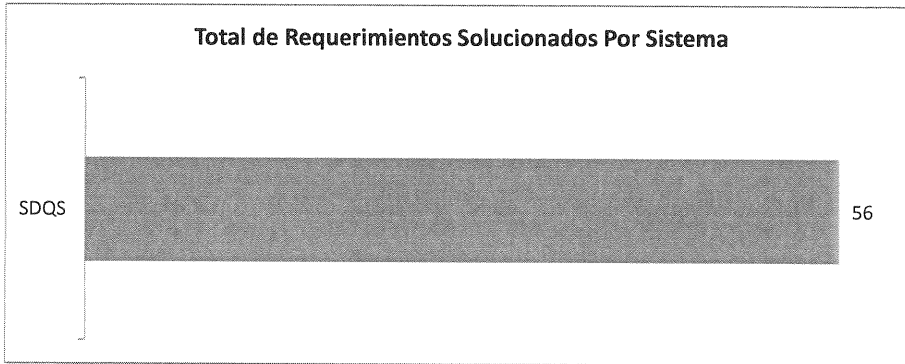 Total de Requerimientos Solucionados Por Sistema
SDQS
56